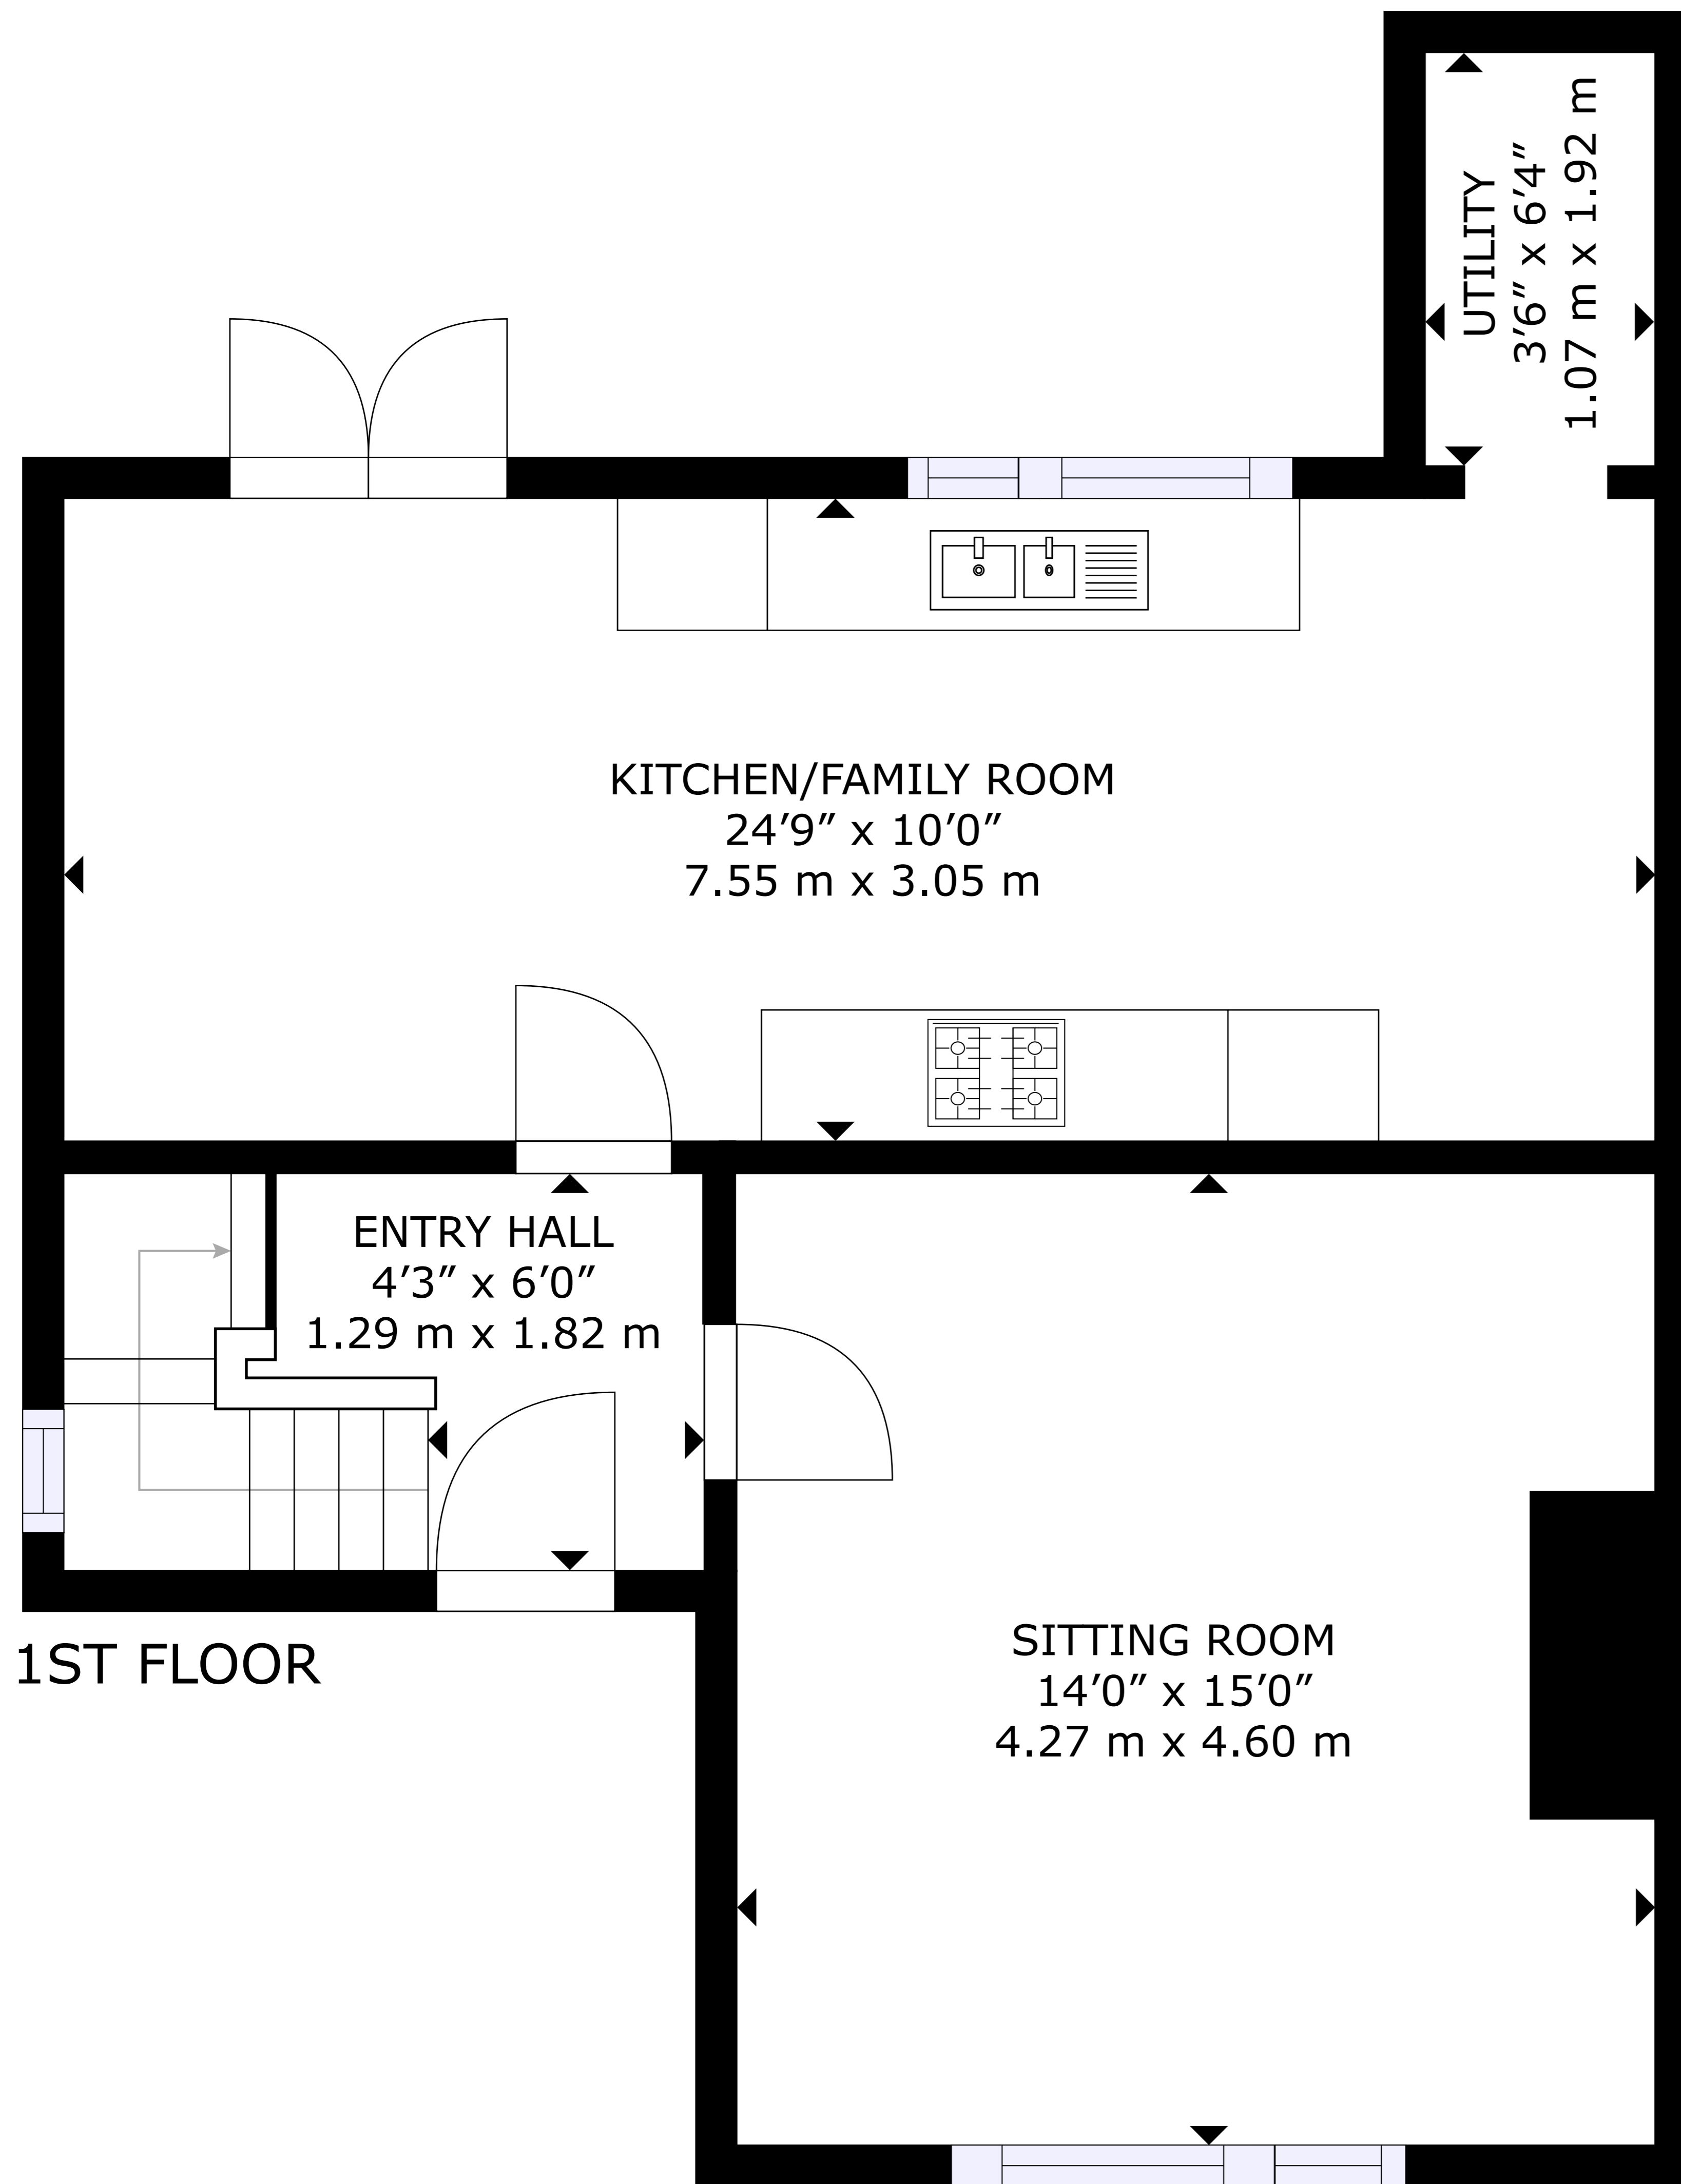 UTILITY
3’6” x 6’4”
1.07 m x 1.92 m
KITCHEN/FAMILY ROOM
24’9” x 10’0”
7.55 m x 3.05 m
ENTRY HALL
4’3” x 6’0”
1.29 m x 1.82 m
1ST FLOOR
SITTING ROOM
14’0” x 15’0”
4.27 m x 4.60 m